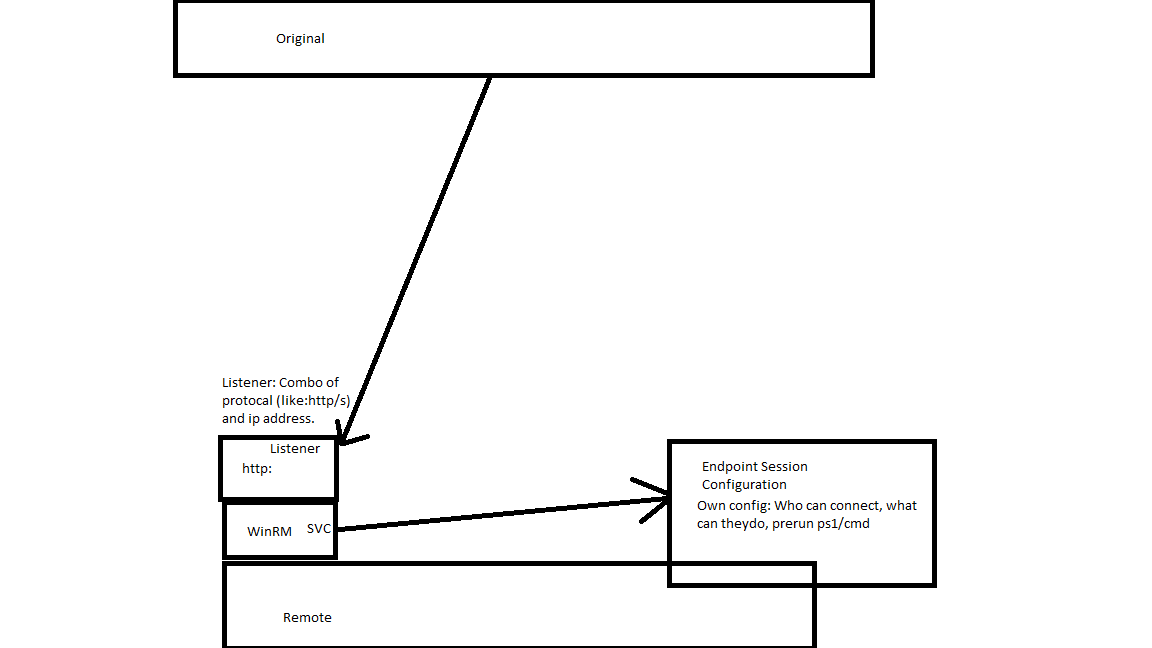 Original
Listener: Combo of
protocal (like:http/s)
and ip address.
Listener
http:
WinRM SVC
Endpoint Session
Configuration
Own config: Who can connect, what
can theydo, prerun ps1/cmd
Remote